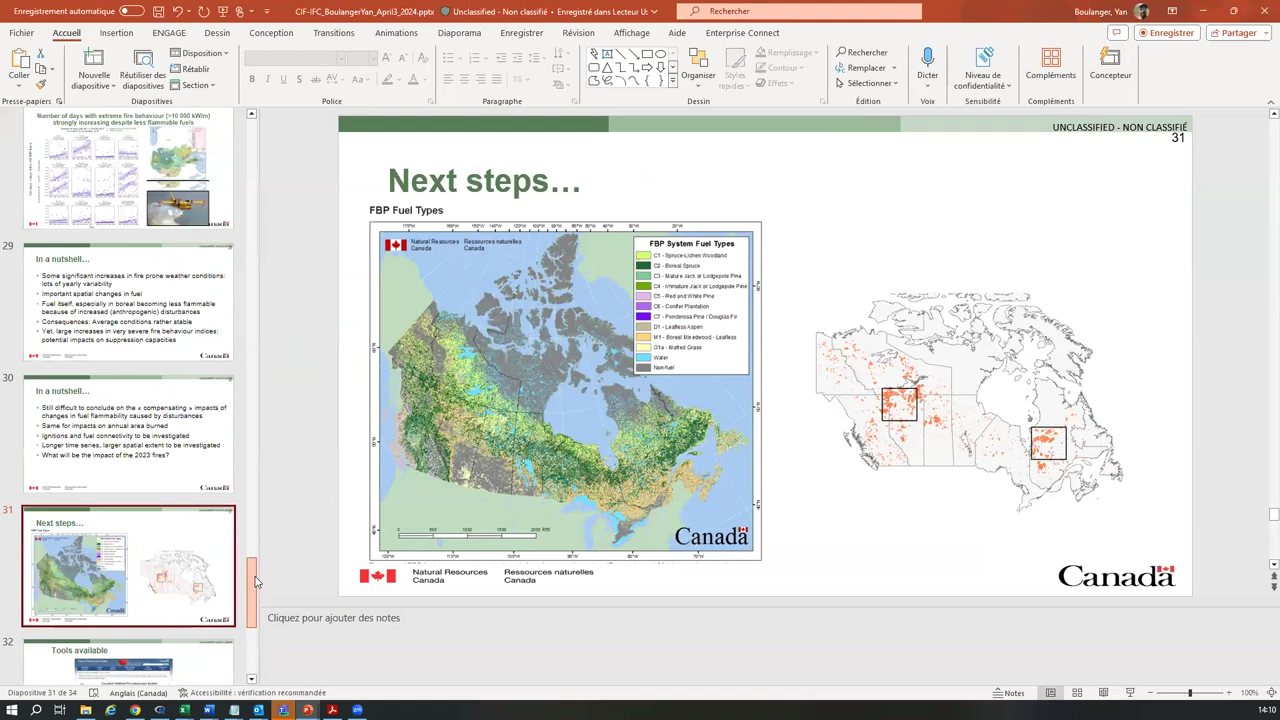 Enregistrement automatique
CIF-IFC_BoulangerYan_April3_2024.pptx
Unclassified - Non classifié • Enregistré dans Lecteur U:
Rechercher
Boulanger, Yan
Fichier
Accueil
Insertion
ENGAGE
Dessin
Conception
Transitions
Animations
Diaporama
Enregistrer
Révision
Affichage
Aide
Enterprise Connect
Enregistrer
Partager
Coller
Nouvelle diapositive
Réutiliser des diapositives
Disposition
Rétablir
Section
Organiser
Styles rapides
Remplissage
Contour
Effets
Rechercher
Remplacer
Sélectionner
Dicter
Niveau de confidentialité
Compléments
Concepteur
Presse-papiers
Diapositives
Police
Paragraphe
Dessin
Édition
Voix
Sensibilité
Compléments
Number of days with extreme fire behaviour (>10 000 kW/m)
strongly increasing despite less flammable fuels
29
In a nutshell…
• Some significant increases in fire prone weather conditions:
lots of yearly variability
• Important spatial changes in fuel
• Fuel itself, especially in boreal becoming less flammable
because of increased (anthropogenic) disturbances
• Consequences: Average conditions rather stable
• Yet, large increases in very severe fire behaviour indices:
potential impacts on suppression capacities
Canada
30
In a nutshell…
• Still difficult to conclude on the « compensating » impacts of
changes in fuel flammability caused by disturbances
• Same for impacts on annual area burned
• Ignitions and fuel connectivity to be investigated
• Longer time series, larger spatial extent to be investigated
• What will be the impact of the 2023 fires?
Canada
31
Next steps…
Canada
32
Tools available
UNCLASSIFIED - NON CLASSIFIÉ
31
Next steps…
FBP Fuel Types
Natural Resources Canada
Ressources naturelles Canada
FBP System Fuel Types
C1 - Spruce-Lichen Woodland
C2 - Boreal Spruce
C3 - Mature Jack or Lodgepole Pine
C4 - Immature Jack or Lodgepole Pine
C5 - Red and White Pine
C6 - Conifer Plantation
C7 - Ponderosa Pine / Douglas Fir
D1 - Leafless Aspen
M1 - Boreal Mixedwood - Leafless
O1a - Matted Grass
Water
Non-fuel
0 500 1000 1500 2000 km
Canada
Natural Resources Canada
Ressources naturelles Canada
Canada
Cliquez pour ajouter des notes
Diapositive 31 de 34
Anglais (Canada)
Accessibilité : vérification recommandée
Notes
100%
14:10